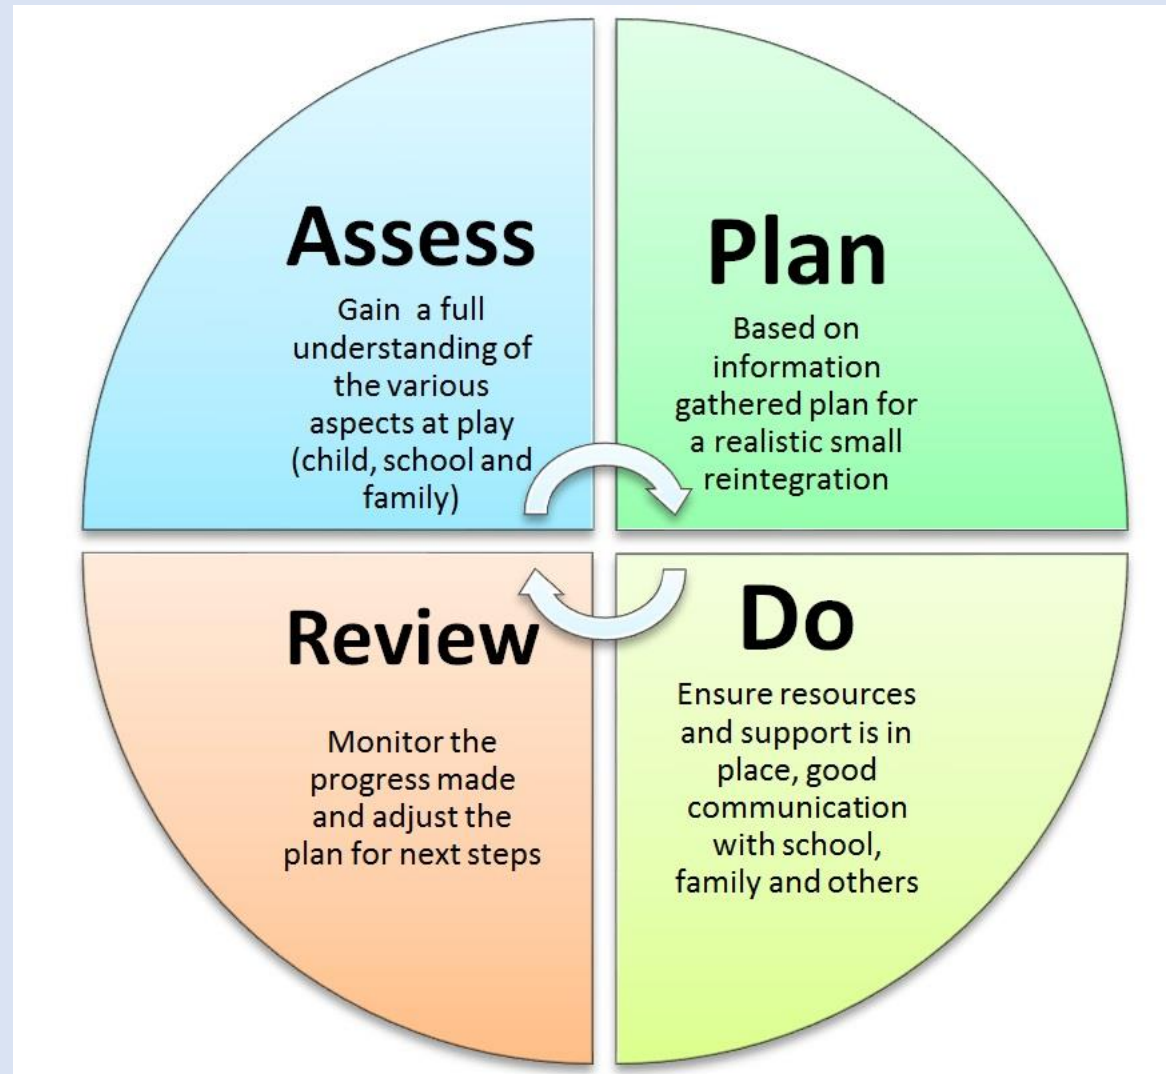 Assess
Gain a full
understanding of
the various
aspects at play
(child, school and
family)
Plan
Based on
information
gathered plan for
a realistic small
reintegration
Do
Ensure resources
and support is in
place, good
communication
with school,
family and others
Review
Monitor the
progress made
and adjust the
plan for next steps